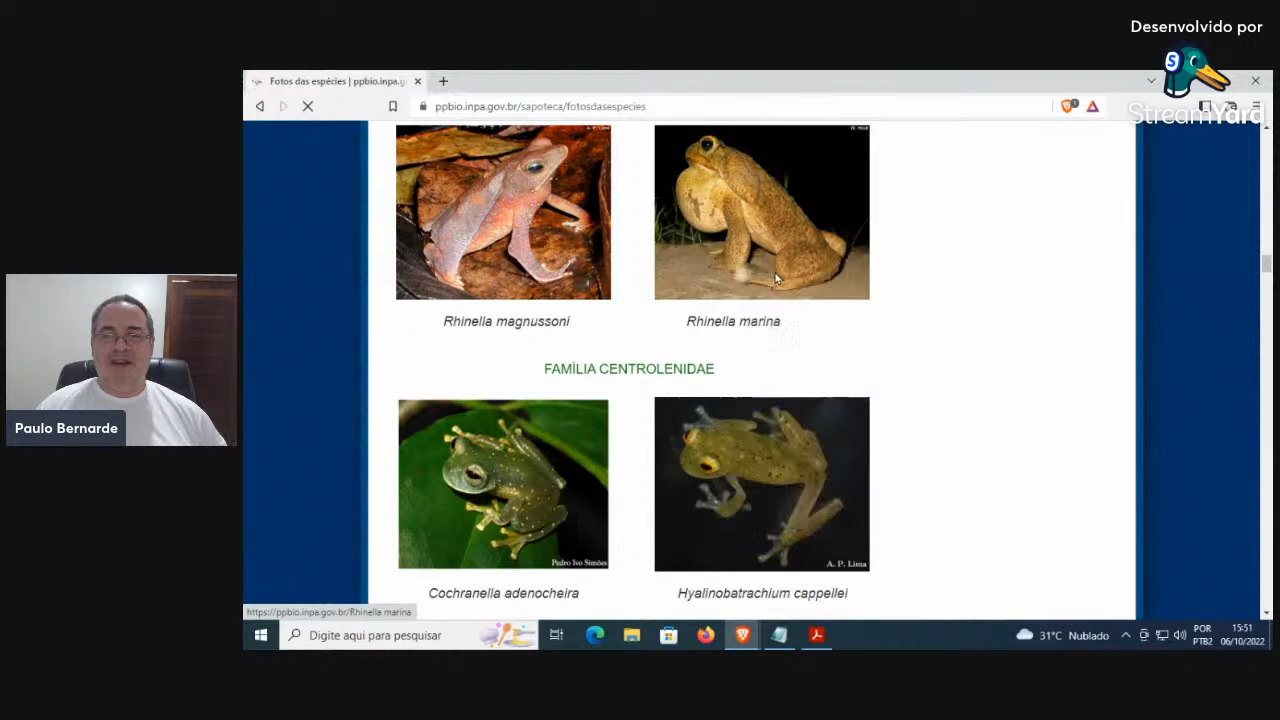 Desenvolvido por
S
StreamYard
Fotos das espécies | ppbio.inpa.g
ppbio.inpa.gov.br/sapoteca/fotosdasespecies
Rhinella magnussoni
Rhinella marina
FAMÍLIA CENTROLENIDAE
Paulo Bernarde
Pedro Ivo Simões
A. P. Lima
Cochranella adenocheira
Hyalinobatrachium cappellei
https://ppbio.inpa.gov.br/Rhinella marina
Digite aqui para pesquisar
31°C Nublado
POR
PTB2
15:51
06/10/2022